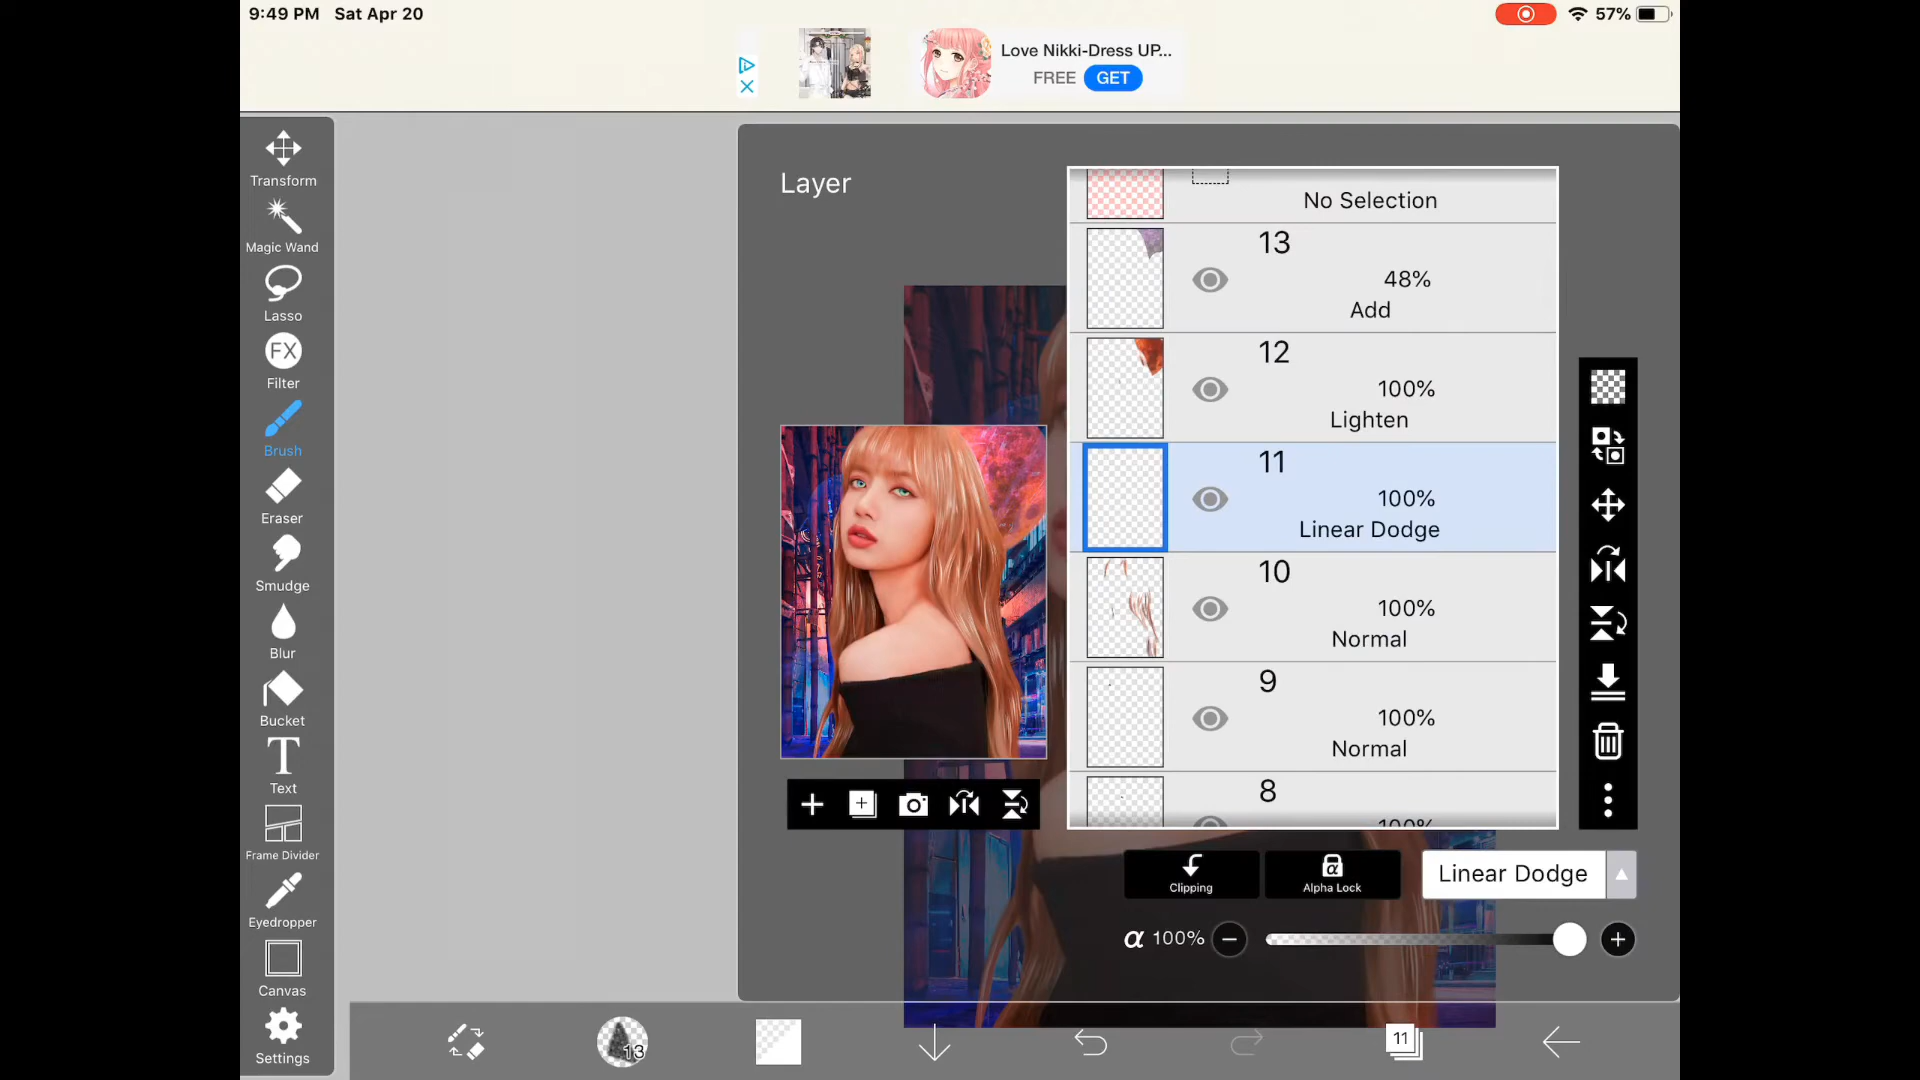 9:49 PM Sat Apr 20
57%
Love Nikki-Dress UP...
FREE GET
Transform
Magic Wand
Lasso
FX
Filter
Brush
Eraser
Smudge
Blur
Bucket
T
Text
Frame Divider
Eyedropper
Canvas
Settings
Layer
No Selection
13
48%
Add
12
100%
Lighten
11
100%
Linear Dodge
10
100%
Normal
9
100%
Normal
8
100%
Clipping
α
Alpha Lock
Linear Dodge
α 100%
13
11